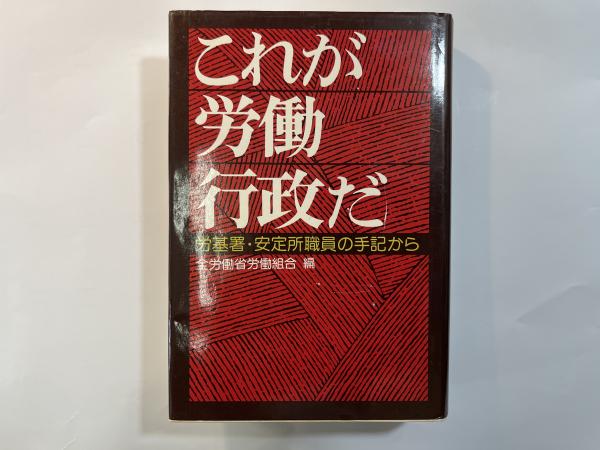 これが
労働
行政だ
労基署・安定所職員の手記から
全労働省労働組合 編